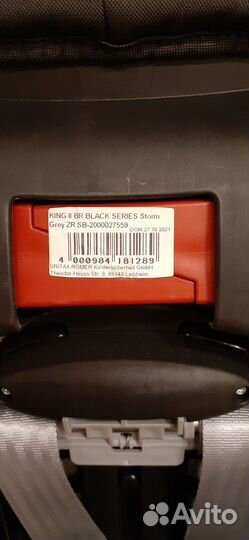 KING II BR BLACK SERIES Storm
Grey ZR SB-2000027559
DOM:27.10.2021
4 000984 181289
BRITAX RÖMER Kindersicherheit GmbH,
Theodor-Heuss-Str. 9, 89340 Leipheim
Avito